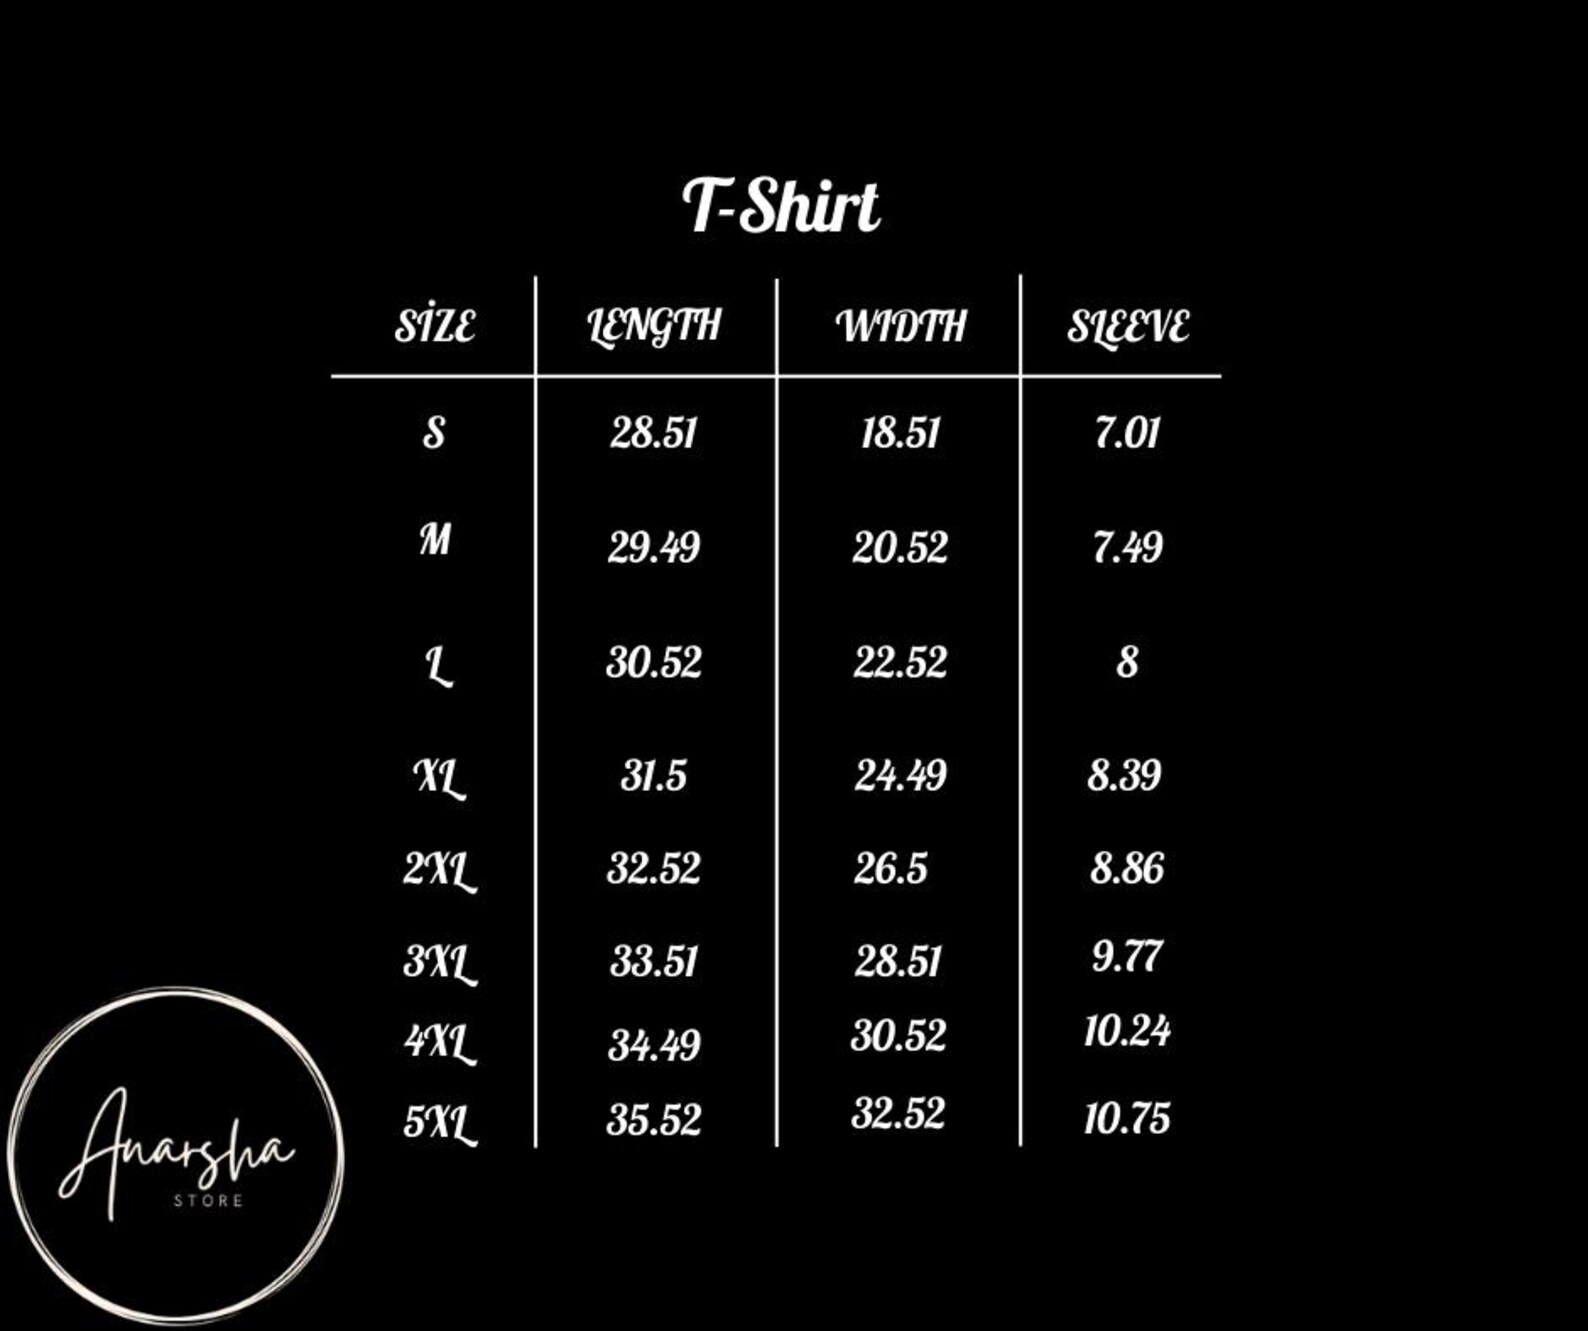 T-Shirt
SİZE LENGTH WIDTH SLEEVE
S 28.51 18.51 7.01
M 29.49 20.52 7.49
L 30.52 22.52 8
XL 31.5 24.49 8.39
2XL 32.52 26.5 8.86
3XL 33.51 28.51 9.77
4XL 34.49 30.52 10.24
5XL 35.52 32.52 10.75
Anarsha
STORE